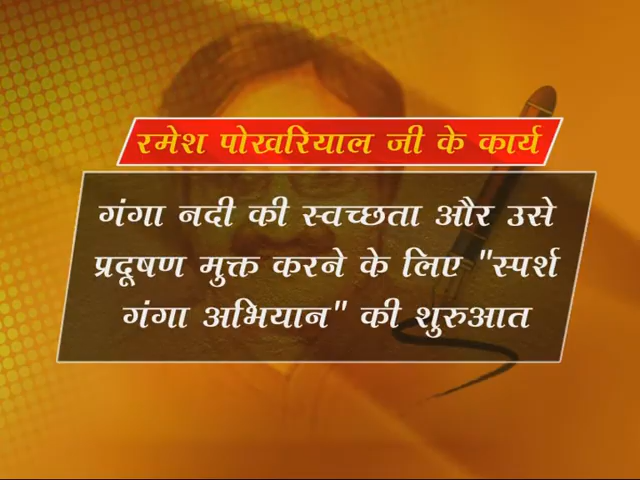 रमेश पोखरियाल जी के कार्य
गंगा नदी की स्वच्छता और उसे
प्रदूषण मुक्त करने के लिए "स्पर्श
गंगा अभियान" की शुरुआत